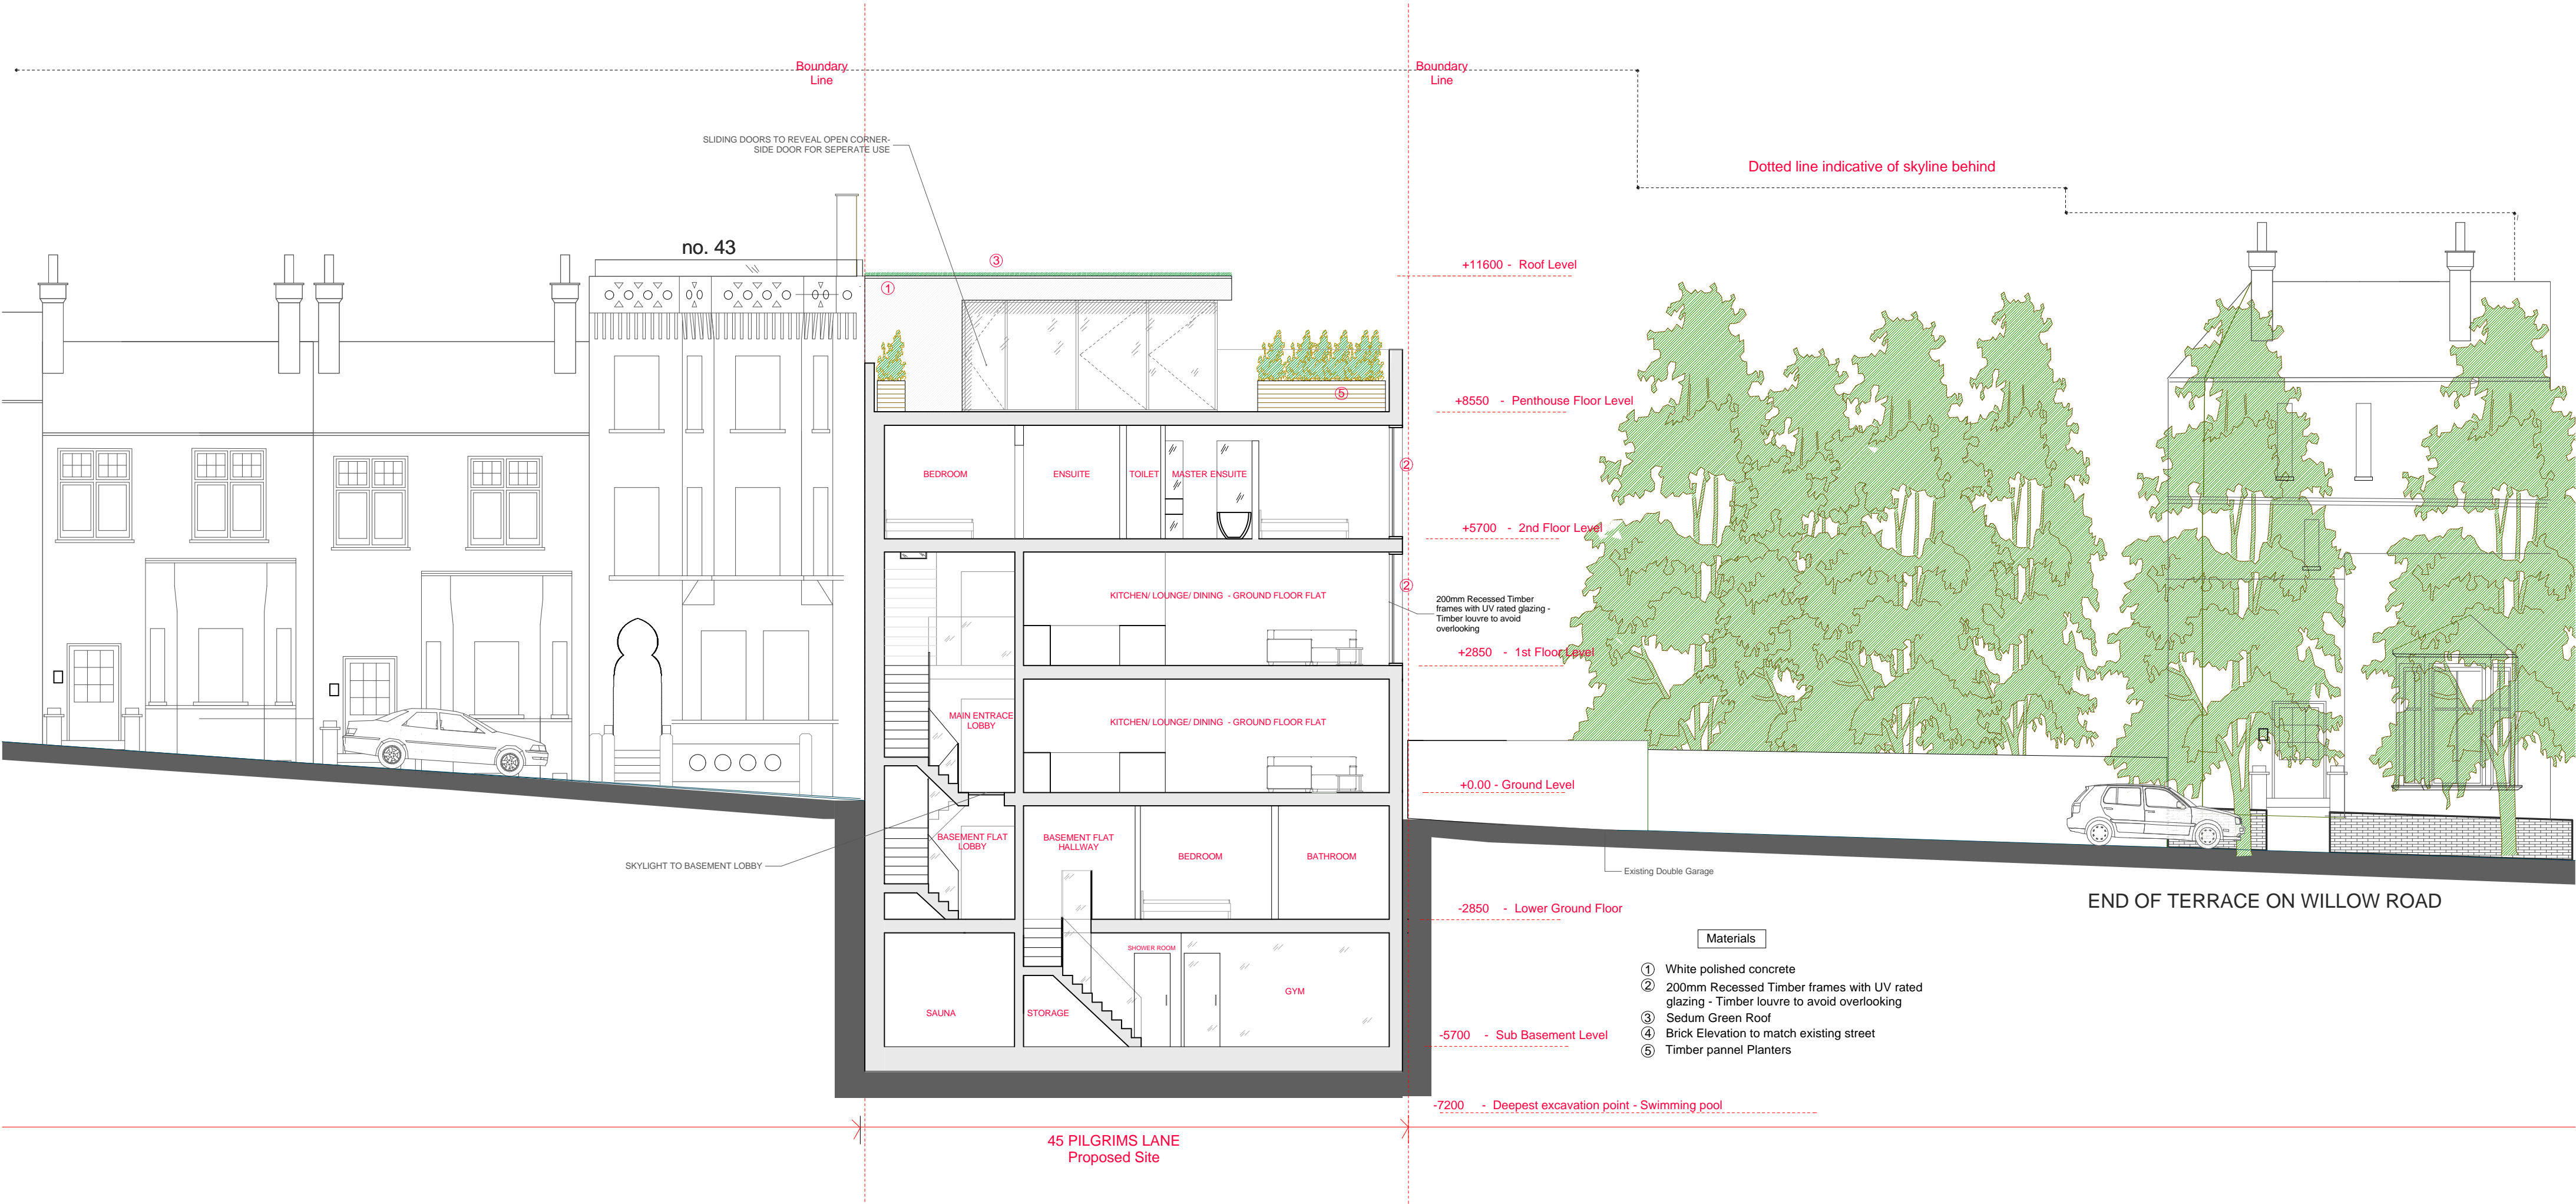 Boundary
Line
Boundary
Line
SLIDING DOORS TO REVEAL OPEN CORNER-
SIDE DOOR FOR SEPERATE USE
Dotted line indicative of skyline behind
no. 43
3
+11600 - Roof Level
1
5
+8550 - Penthouse Floor Level
2
BEDROOM
ENSUITE
TOILET
MASTER ENSUITE
+5700 - 2nd Floor Level
2
KITCHEN/ LOUNGE/ DINING - GROUND FLOOR FLAT
200mm Recessed Timber
frames with UV rated glazing -
Timber louvre to avoid
overlooking
+2850 - 1st Floor Level
MAIN ENTRACE
LOBBY
KITCHEN/ LOUNGE/ DINING - GROUND FLOOR FLAT
+0.00 - Ground Level
BASEMENT FLAT
LOBBY
BASEMENT FLAT
HALLWAY
BEDROOM
BATHROOM
SKYLIGHT TO BASEMENT LOBBY
Existing Double Garage
END OF TERRACE ON WILLOW ROAD
-2850 - Lower Ground Floor
SHOWER ROOM
GYM
SAUNA
STORAGE
-5700 - Sub Basement Level
Materials
1 White polished concrete
2 200mm Recessed Timber frames with UV rated
glazing - Timber louvre to avoid overlooking
3 Sedum Green Roof
4 Brick Elevation to match existing street
5 Timber pannel Planters
-7200 - Deepest excavation point - Swimming pool
45 PILGRIMS LANE
Proposed Site